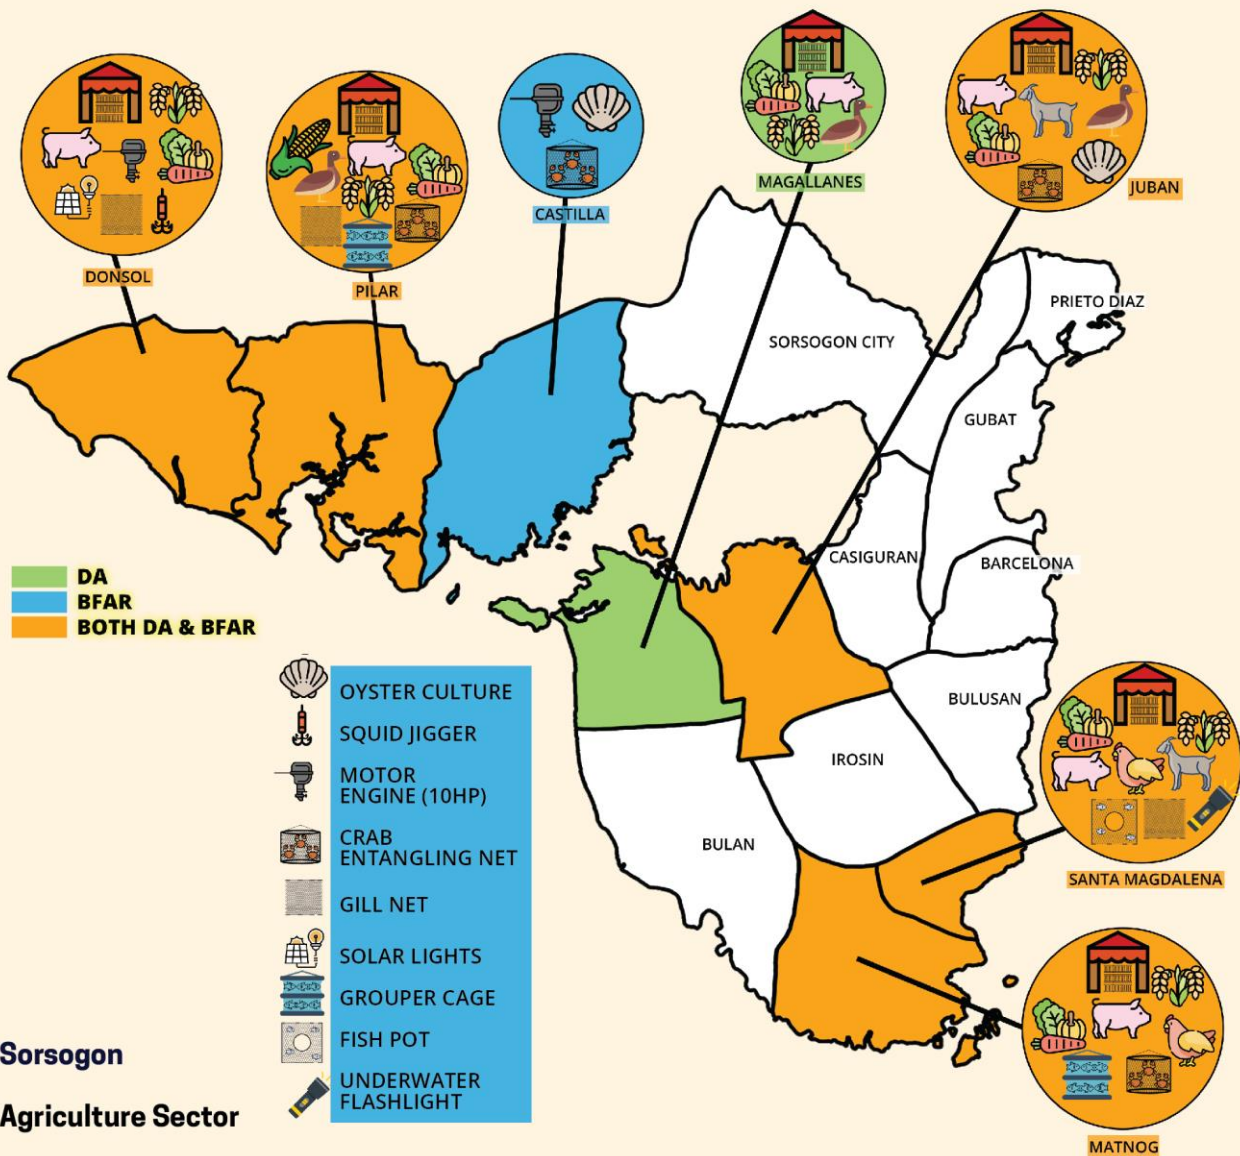 MAGALLANES
JUBAN
CASTILLA
DONSOL
PILAR
PRIETO DIAZ
SORSOGON CITY
GUBAT
CASIGURAN
BARCELONA
DA
BFAR
BOTH DA & BFAR
BULUSAN
IROSIN
BULAN
SANTA MAGDALENA
MATNOG
OYSTER CULTURE
SQUID JIGGER
MOTOR
ENGINE (10HP)
CRAB
ENTANGLING NET
GILL NET
SOLAR LIGHTS
GROUPER CAGE
FISH POT
UNDERWATER
FLASHLIGHT
Sorsogon
Agriculture Sector